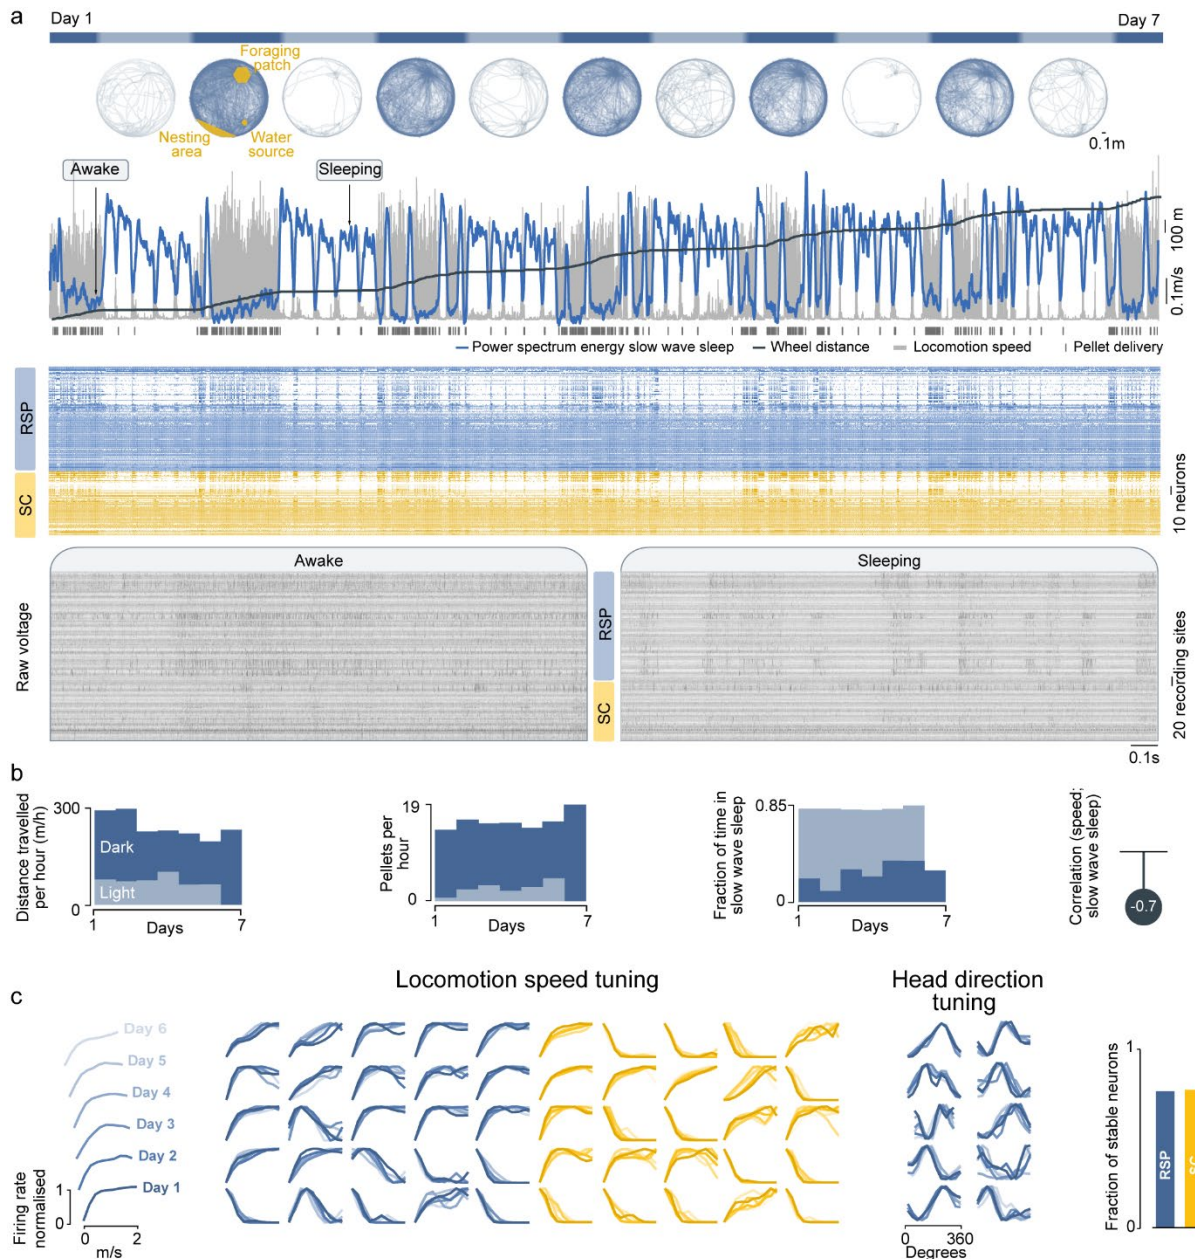 a
Day 1
Day 7
Foraging
patch
Nesting
area
Water
source
0.1m
Awake
Sleeping
100 m
0.1m/s
Power spectrum energy slow wave sleep
Wheel distance
Locomotion speed
Pellet delivery
RSP
SC
10 neurons
Awake
Sleeping
Raw voltage
RSP
SC
20 recording sites
0.1s
b
Distance travelled
per hour (m/h)
300
0
Dark
Light
1
Days
7
Pellets per
hour
19
0
1
Days
7
Fraction of time in
slow wave sleep
0.85
0
1
Days
7
Correlation (speed;
slow wave sleep)
-0.7
c
Locomotion speed tuning
Head direction
tuning
Day 6
Day 5
Day 4
Day 3
Day 2
Day 1
Firing rate
normalised
1
0
0
2
m/s
0
360
Degrees
Fraction of stable neurons
1
0
RSP
SC